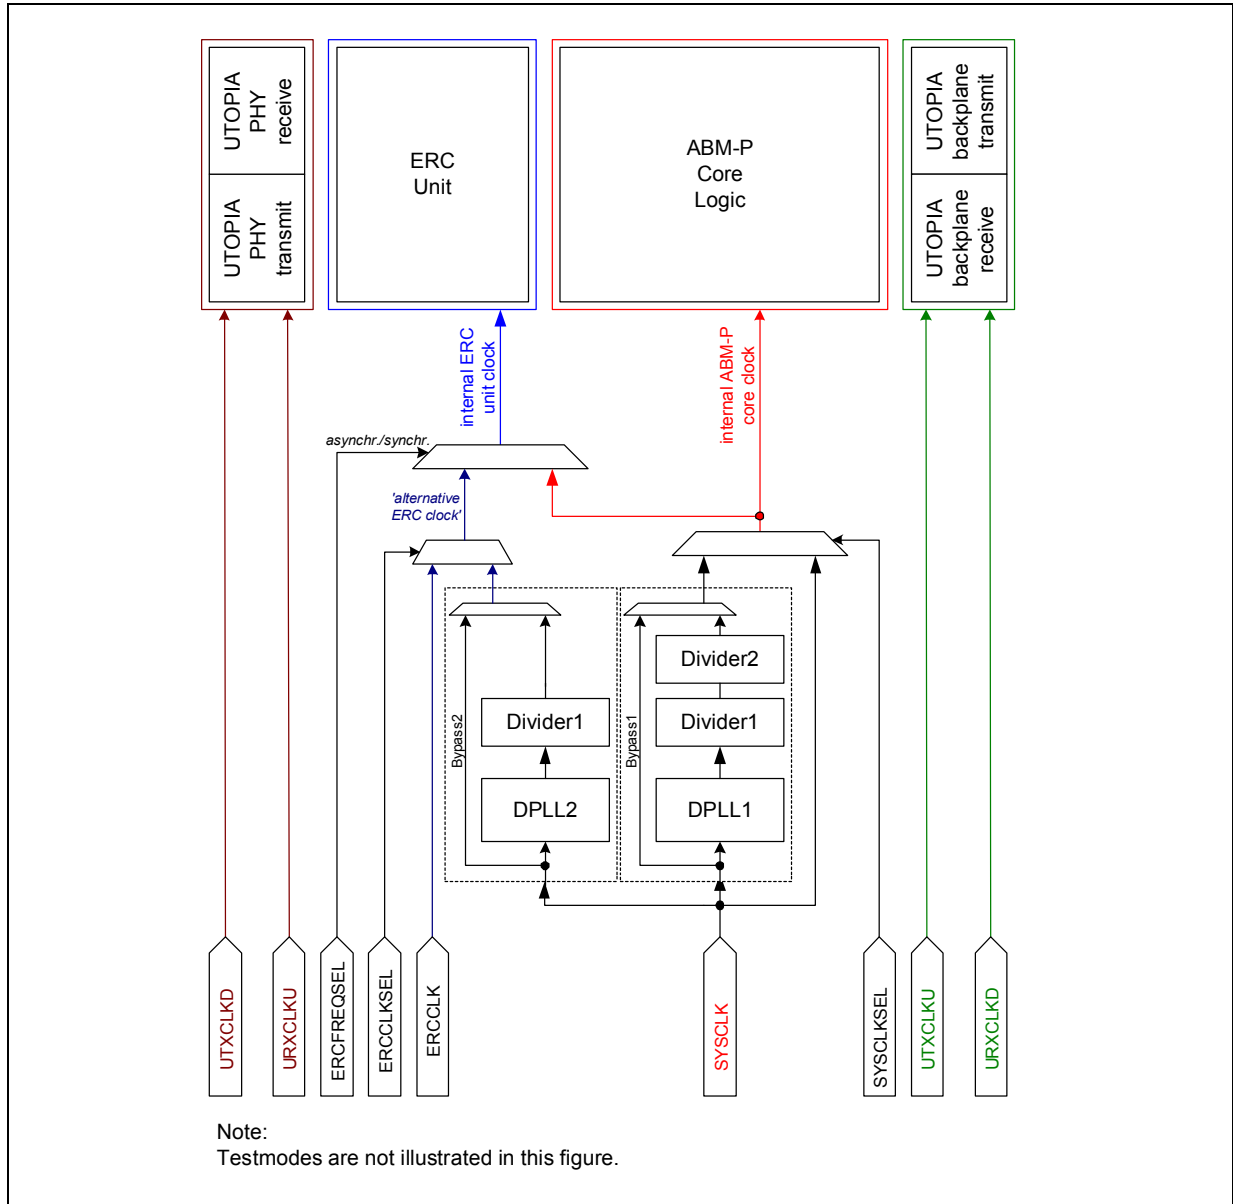 UTOPIA
PHY
receive
UTOPIA
PHY
transmit
ERC
Unit
ABM-P
Core
Logic
UTOPIA
backplane
transmit
UTOPIA
backplane
receive
internal ERC
unit clock
internal ABM-P
core clock
asynchr./synchr.
'alternative
ERC clock'
Bypass2
Divider1
DPLL2
Bypass1
Divider2
Divider1
DPLL1
UTXCLKD
URXCLKU
ERCFREQSEL
ERCCLKSEL
ERCCLK
SYSCLK
SYSCLKSEL
UTXCLKU
URXCLKD
Note:
Testmodes are not illustrated in this figure.